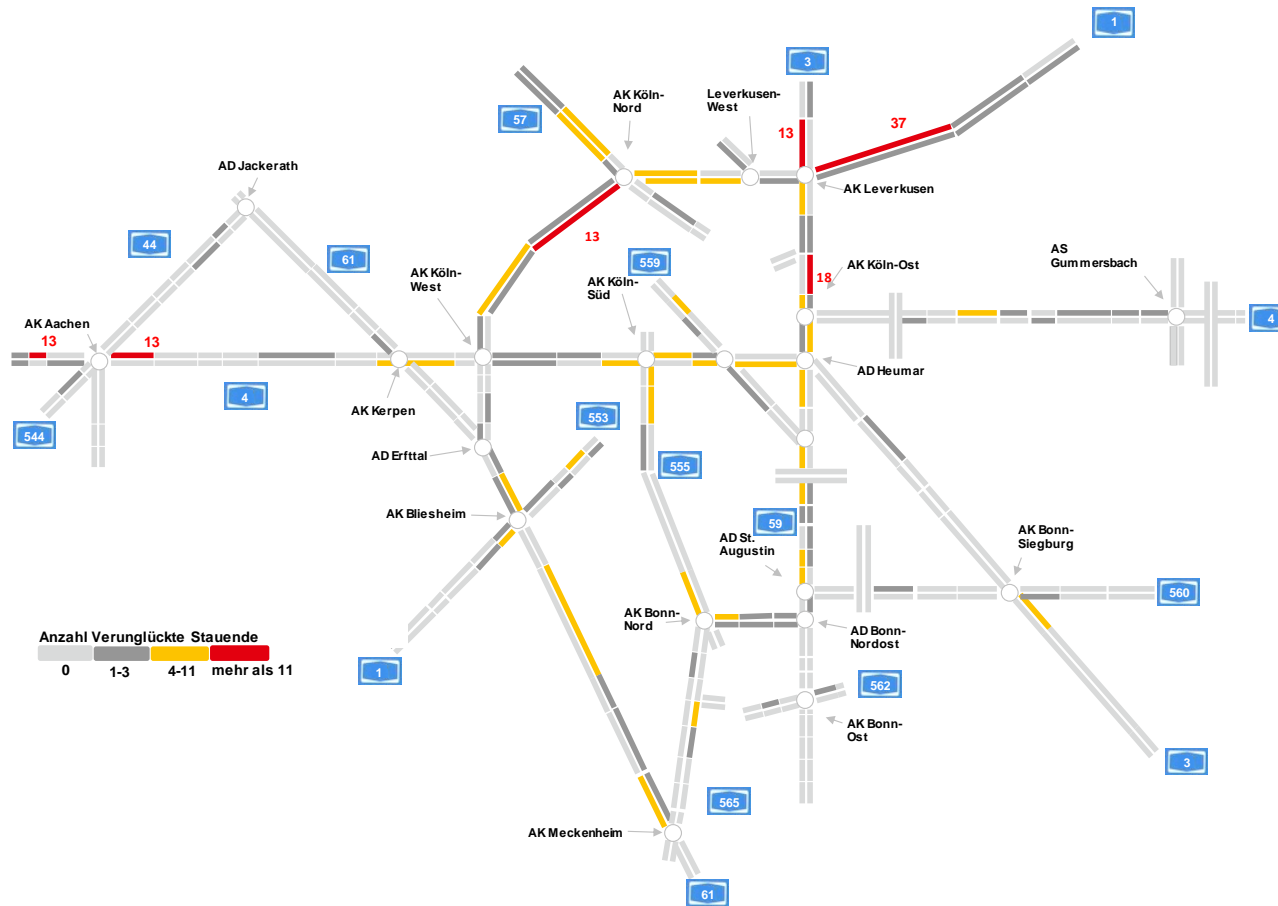 1
3
AK Köln-
Nord
Leverkusen-
West
57
13
37
AD Jackerath
AK Leverkusen
44
61
13
559
AK Köln-
West
AK Köln-
Süd
18
AK Köln-Ost
AS
Gummersbach
4
AK Aachen
13
13
4
AK Kerpen
AD Heumar
544
553
AD Erfttal
555
AK Bliesheim
59
AD St.
Augustin
AK Bonn-
Siegburg
560
AK Bonn-
Nord
AD Bonn-
Nordost
Anzahl Verunglückte Stauende
0 1-3 4-11 mehr als 11
1
562
AK Bonn-
Ost
3
565
AK Meckenheim
61